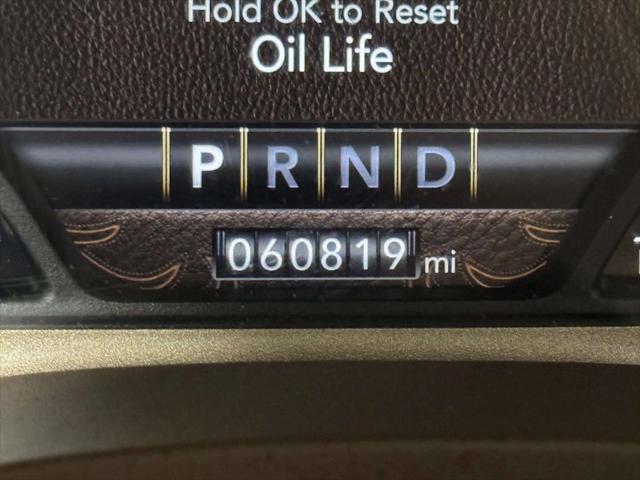 Hold OK to Reset
Oil Life
P R N D
060819 mi